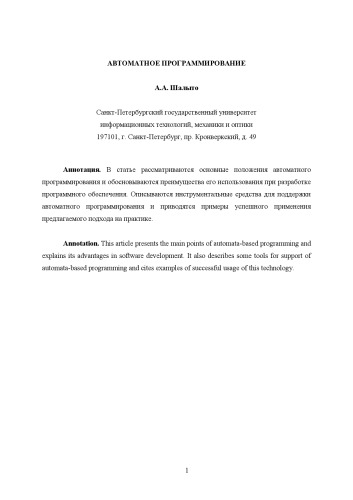 АВТОМАТНОЕ ПРОГРАММИРОВАНИЕ
А.А. Шалыто
Санкт-Петербургский государственный университет
информационных технологий, механики и оптики
197101, г. Санкт-Петербург, пр. Кронверкский, д. 49
Аннотация. В статье рассматриваются основные положения автоматного
программирования и обосновываются преимущества его использования при разработке
программного обеспечения. Описываются инструментальные средства для поддержки
автоматного программирования и приводятся примеры успешного применения
предлагаемого подхода на практике.
Annotation. This article presents the main points of automata-based programming and
explains its advantages in software development. It also describes some tools for support of
automata-based programming and cites examples of successful usage of this technology.
1